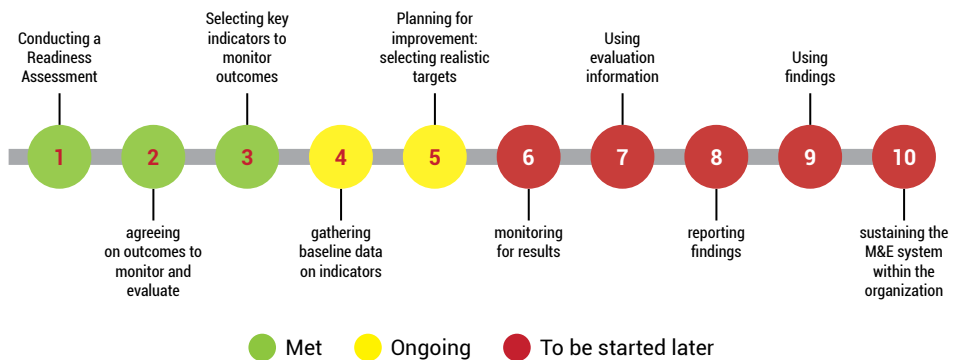 Conducting a
Readiness
Assessment
Selecting key
indicators to
monitor
outcomes
Planning for
improvement:
selecting realistic
targets
Using
evaluation
information
Using
findings
1
2
3
4
5
6
7
8
9
10
agreeing
on outcomes to
monitor and
evaluate
gathering
baseline data
on indicators
monitoring
for results
reporting
findings
sustaining the
M&E system
within the
organization
Met
Ongoing
To be started later